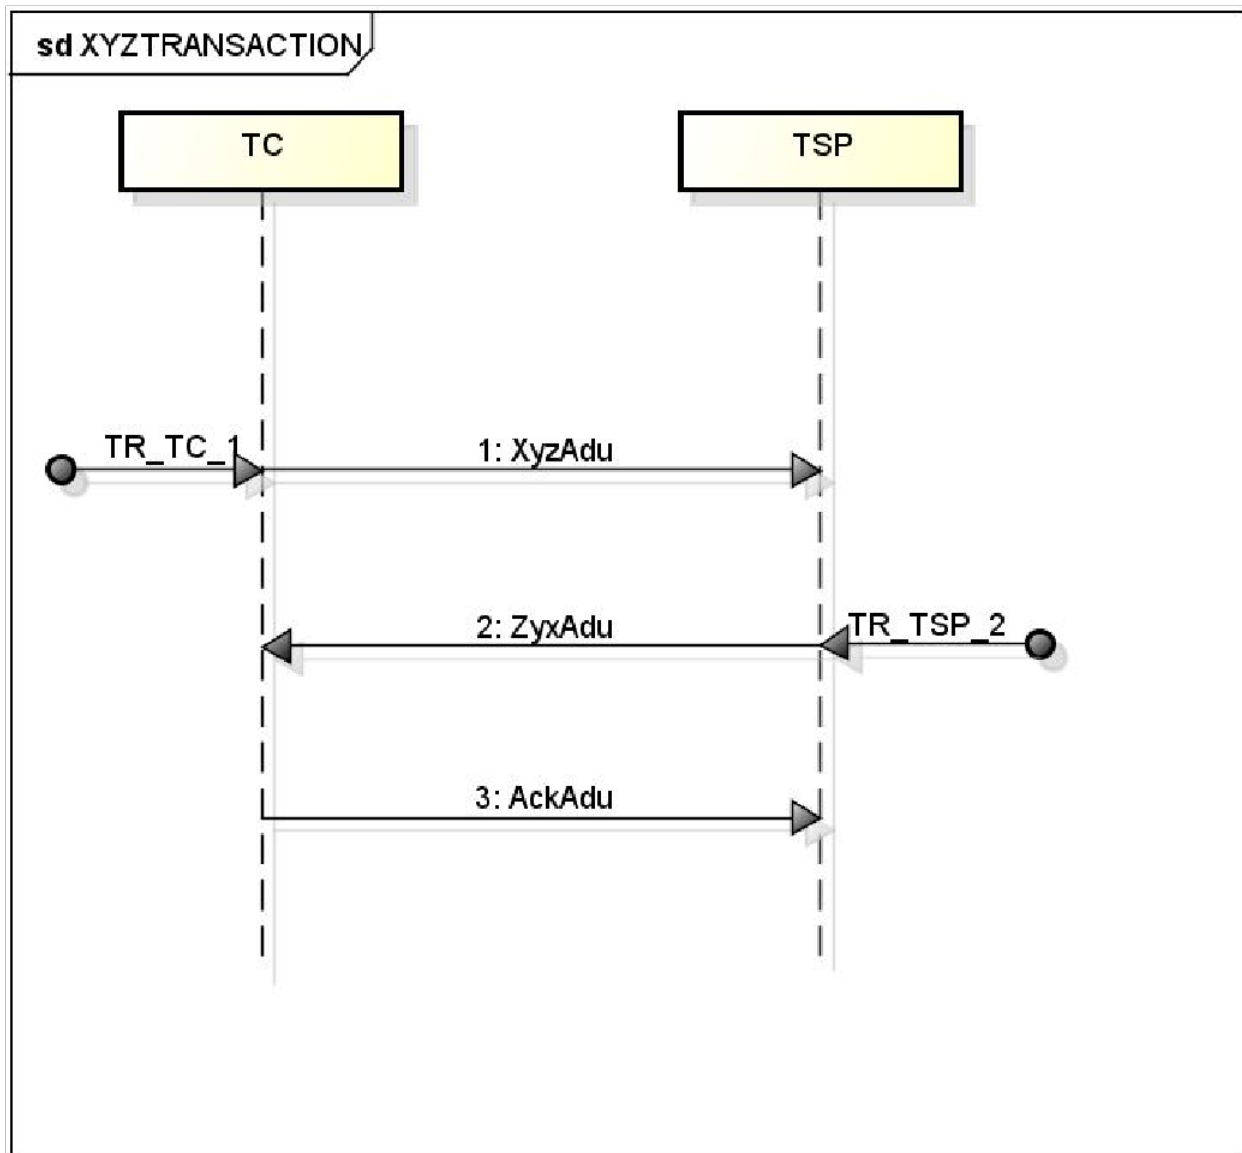 sd XYZTRANSACTION
TC
TSP
TR_TC_1
1: XyzAdu
2: ZyxAdu
TR_TSP_2
3: AckAdu